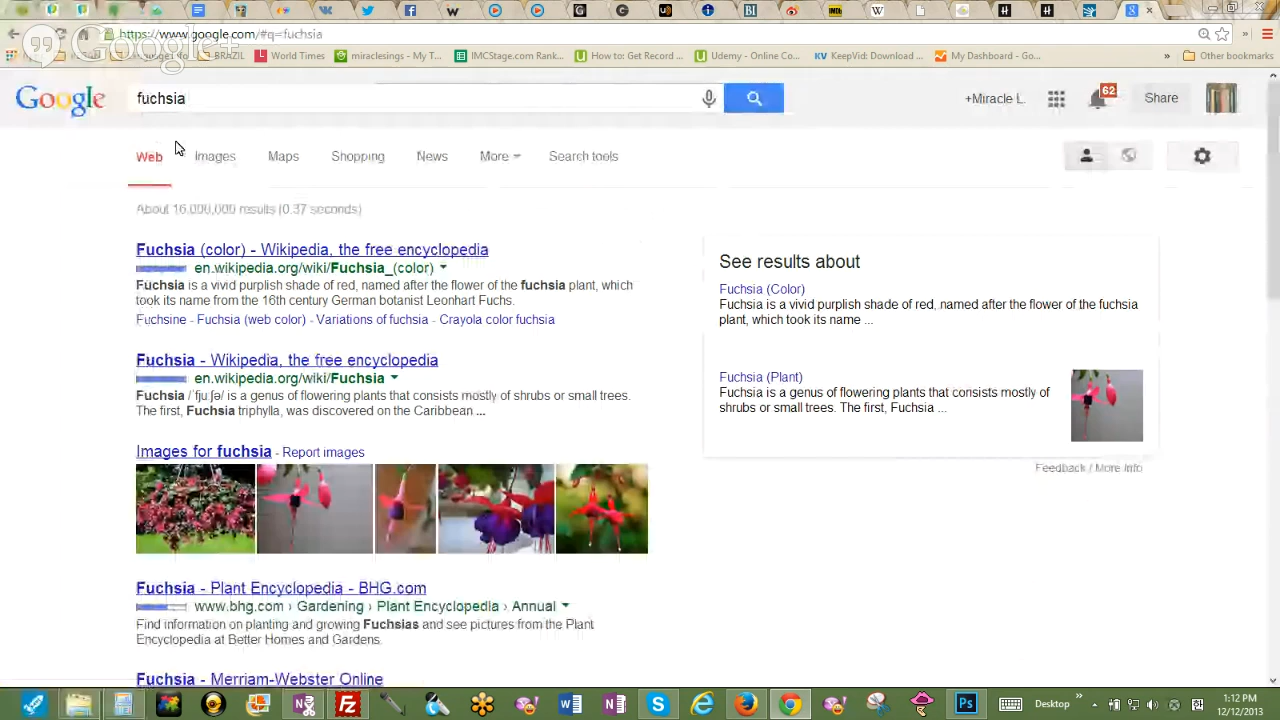 Google+
https://www.google.com/#q=fuchsia
BRAZIL
World Times
miraclesings - My T...
IMCStage.com Rank...
How to: Get Record ...
Udemy - Online Co...
KeepVid: Download ...
My Dashboard - Go...
»
Other bookmarks
Google
fuchsia
+Miracle L.
62
Share
Web
Images
Maps
Shopping
News
More
Search tools
About 16,000,000 results (0.37 seconds)
Fuchsia (color) - Wikipedia, the free encyclopedia
en.wikipedia.org/wiki/Fuchsia_(color)
Fuchsia is a vivid purplish shade of red, named after the flower of the fuchsia plant, which
took its name from the 16th century German botanist Leonhart Fuchs.
Fuchsine - Fuchsia (web color) - Variations of fuchsia - Crayola color fuchsia
Fuchsia - Wikipedia, the free encyclopedia
en.wikipedia.org/wiki/Fuchsia
Fuchsia /ˈfjuːʃə/ is a genus of flowering plants that consists mostly of shrubs or small trees.
The first, Fuchsia triphylla, was discovered on the Caribbean ...
Images for fuchsia - Report images
Fuchsia - Plant Encyclopedia - BHG.com
www.bhg.com › Gardening › Plant Encyclopedia › Annual
Find information on planting and growing Fuchsias and see pictures from the Plant
Encyclopedia at Better Homes and Gardens.
Fuchsia - Merriam-Webster Online
See results about
Fuchsia (Color)
Fuchsia is a vivid purplish shade of red, named after the flower of the fuchsia
plant, which took its name ...
Fuchsia (Plant)
Fuchsia is a genus of flowering plants that consists mostly of
shrubs or small trees. The first, Fuchsia ...
Feedback / More info
Desktop
»
1:12 PM
12/12/2013